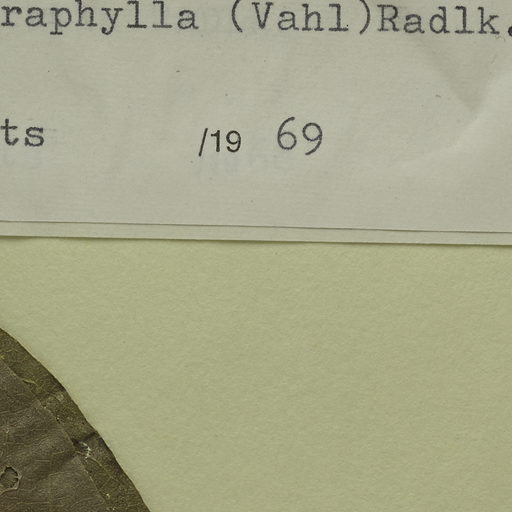 raphylla (Vahl)Radlk.
ts /19 69